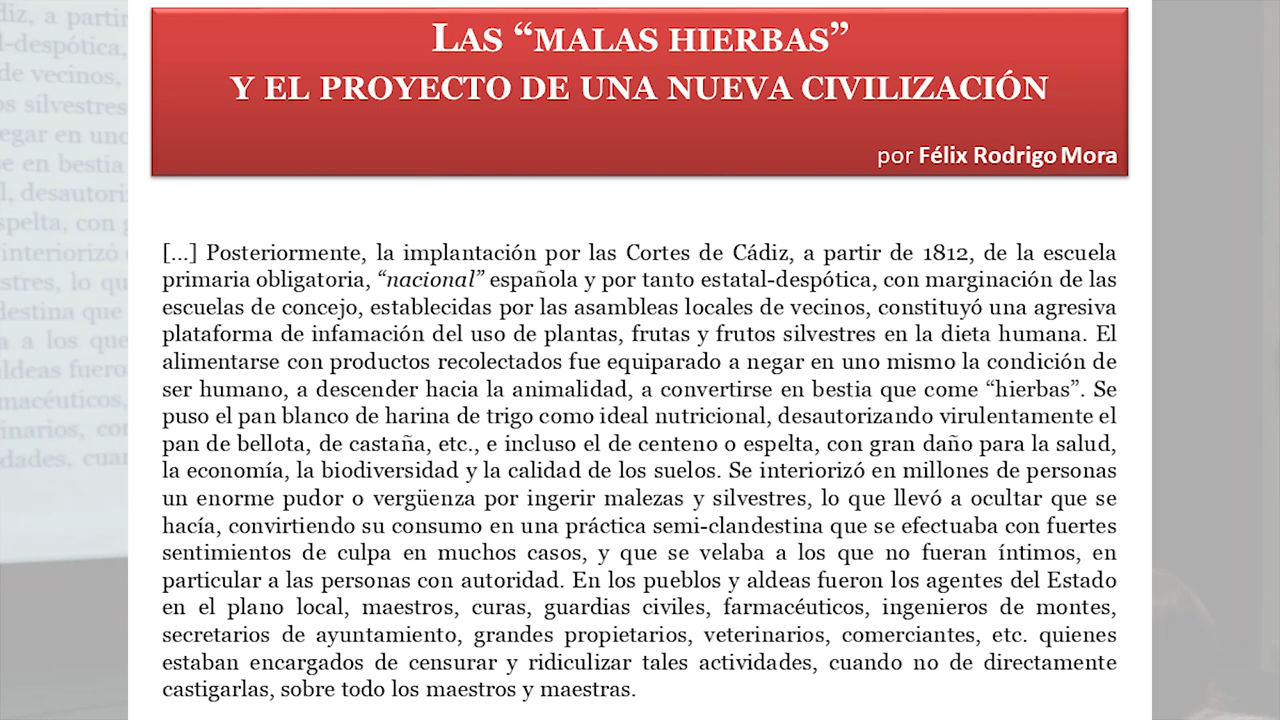 LAS “MALAS HIERBAS”
Y EL PROYECTO DE UNA NUEVA CIVILIZACIÓN
por Félix Rodrigo Mora
[...] Posteriormente, la implantación por las Cortes de Cádiz, a partir de 1812, de la escuela
primaria obligatoria, “nacional” española y por tanto estatal-despótica, con marginación de las
escuelas de concejo, establecidas por las asambleas locales de vecinos, constituyó una agresiva
plataforma de infamación del uso de plantas, frutas y frutos silvestres en la dieta humana. El
alimentarse con productos recolectados fue equiparado a negar en uno mismo la condición de
ser humano, a descender hacia la animalidad, a convertirse en bestia que come “hierbas”. Se
puso el pan blanco de harina de trigo como ideal nutricional, desautorizando virulentamente el
pan de bellota, de castaña, etc., e incluso el de centeno o espelta, con gran daño para la salud,
la economía, la biodiversidad y la calidad de los suelos. Se interiorizó en millones de personas
un enorme pudor o vergüenza por ingerir malezas y silvestres, lo que llevó a ocultar que se
hacía, convirtiendo su consumo en una práctica semi-clandestina que se efectuaba con fuertes
sentimientos de culpa en muchos casos, y que se velaba a los que no fueran íntimos, en
particular a las personas con autoridad. En los pueblos y aldeas fueron los agentes del Estado
en el plano local, maestros, curas, guardias civiles, farmacéuticos, ingenieros de montes,
secretarios de ayuntamiento, grandes propietarios, veterinarios, comerciantes, etc. quienes
estaban encargados de censurar y ridiculizar tales actividades, cuando no de directamente
castigarlas, sobre todo los maestros y maestras.